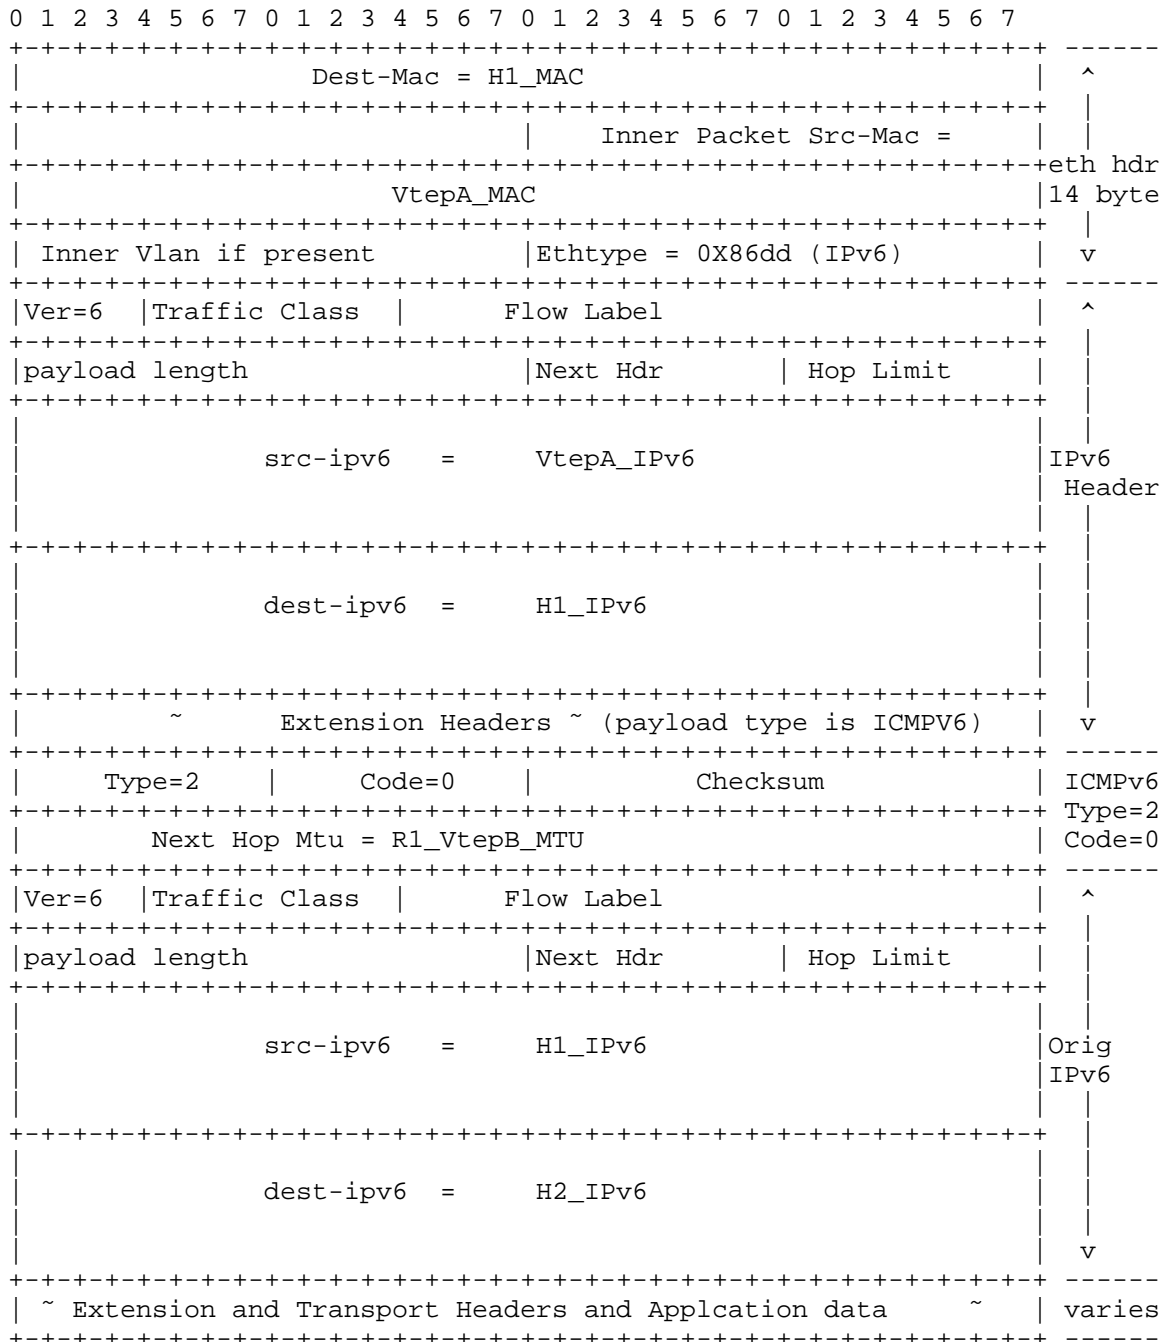 0 1 2 3 4 5 6 7 0 1 2 3 4 5 6 7 0 1 2 3 4 5 6 7 0 1 2 3 4 5 6 7
+-+-+-+-+-+-+-+-+-+-+-+-+-+-+-+-+-+-+-+-+-+-+-+-+-+-+-+-+-+-+-+-+ ------
|                  Dest-Mac = H1_MAC                            |  ^
+-+-+-+-+-+-+-+-+-+-+-+-+-+-+-+-+-+-+-+-+-+-+-+-+-+-+-+-+-+-+-+-+  |
|                               |    Inner Packet Src-Mac =     |  |
+-+-+-+-+-+-+-+-+-+-+-+-+-+-+-+-+-+-+-+-+-+-+-+-+-+-+-+-+-+-+-+-+eth hdr
|                       VtepA_MAC                               |14 byte
+-+-+-+-+-+-+-+-+-+-+-+-+-+-+-+-+-+-+-+-+-+-+-+-+-+-+-+-+-+-+-+-+  |
| Inner Vlan if present         |Ethtype = 0X86dd (IPv6)        |  v
+-+-+-+-+-+-+-+-+-+-+-+-+-+-+-+-+-+-+-+-+-+-+-+-+-+-+-+-+-+-+-+-+ ------
|Ver=6  |Traffic Class  |      Flow Label                       |  ^
+-+-+-+-+-+-+-+-+-+-+-+-+-+-+-+-+-+-+-+-+-+-+-+-+-+-+-+-+-+-+-+-+  |
|payload length                 |Next Hdr       | Hop Limit     |  |
+-+-+-+-+-+-+-+-+-+-+-+-+-+-+-+-+-+-+-+-+-+-+-+-+-+-+-+-+-+-+-+-+  |
|                                                               |  |
|               src-ipv6   =     VtepA_IPv6                     |IPv6
|                                                               | Header
|                                                               |  |
+-+-+-+-+-+-+-+-+-+-+-+-+-+-+-+-+-+-+-+-+-+-+-+-+-+-+-+-+-+-+-+-+  |
|                                                               |  |
|               dest-ipv6  =     H1_IPv6                        |  |
|                                                               |  |
|                                                               |  |
+-+-+-+-+-+-+-+-+-+-+-+-+-+-+-+-+-+-+-+-+-+-+-+-+-+-+-+-+-+-+-+-+  |
|         ~      Extension Headers ~ (payload type is ICMPV6)   |  v
+-+-+-+-+-+-+-+-+-+-+-+-+-+-+-+-+-+-+-+-+-+-+-+-+-+-+-+-+-+-+-+-+ ------
|     Type=2    |     Code=0    |          Checksum             | ICMPv6
+-+-+-+-+-+-+-+-+-+-+-+-+-+-+-+-+-+-+-+-+-+-+-+-+-+-+-+-+-+-+-+-+ Type=2
|        Next Hop Mtu = R1_VtepB_MTU                            | Code=0
+-+-+-+-+-+-+-+-+-+-+-+-+-+-+-+-+-+-+-+-+-+-+-+-+-+-+-+-+-+-+-+-+ ------
|Ver=6  |Traffic Class  |      Flow Label                       |  ^
+-+-+-+-+-+-+-+-+-+-+-+-+-+-+-+-+-+-+-+-+-+-+-+-+-+-+-+-+-+-+-+-+  |
|payload length                 |Next Hdr       | Hop Limit     |  |
+-+-+-+-+-+-+-+-+-+-+-+-+-+-+-+-+-+-+-+-+-+-+-+-+-+-+-+-+-+-+-+-+  |
|                                                               |  |
|               src-ipv6   =     H1_IPv6                        |Orig
|                                                               |IPv6
|                                                               |  |
+-+-+-+-+-+-+-+-+-+-+-+-+-+-+-+-+-+-+-+-+-+-+-+-+-+-+-+-+-+-+-+-+  |
|                                                               |  |
|               dest-ipv6  =     H2_IPv6                        |  |
|                                                               |  |
|                                                               |  v
+-+-+-+-+-+-+-+-+-+-+-+-+-+-+-+-+-+-+-+-+-+-+-+-+-+-+-+-+-+-+-+-+ ------
| ~ Extension and Transport Headers and Applcation data     ~   | varies
+-+-+-+-+-+-+-+-+-+-+-+-+-+-+-+-+-+-+-+-+-+-+-+-+-+-+-+-+-+-+-+-+ ------